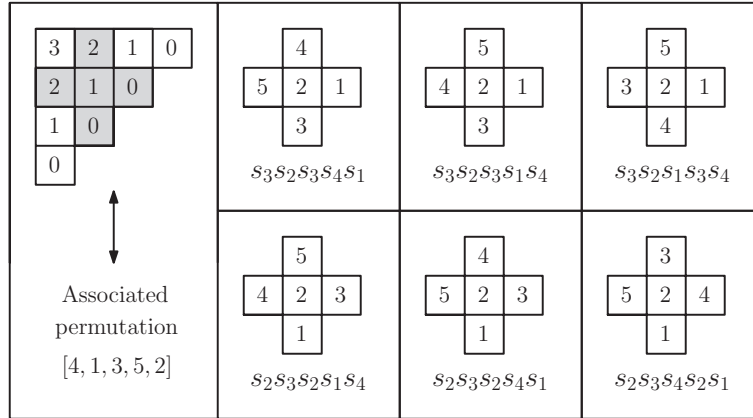 3 2 1 0
2 1 0
1 0
0
Associated
permutation
[4, 1, 3, 5, 2]
4
5 2 1
3
s₃s₂s₃s₄s₁
5
4 2 1
3
s₃s₂s₃s₁s₄
5
3 2 1
4
s₃s₂s₁s₃s₄
5
4 2 3
1
s₂s₃s₂s₁s₄
4
5 2 3
1
s₂s₃s₂s₄s₁
3
5 2 4
1
s₂s₃s₄s₂s₁